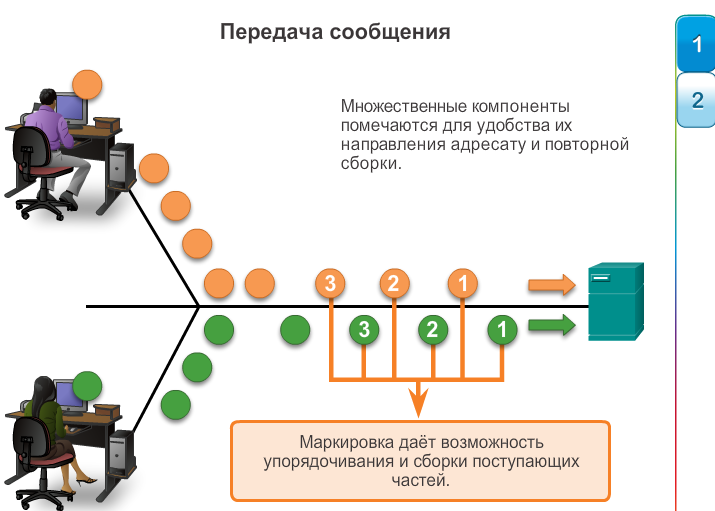 Передача сообщения
1
2
Множественные компоненты
помечаются для удобства их
направления адресату и повторной
сборки.
3 2 1
3 2 1
Маркировка даёт возможность
упорядочивания и сборки поступающих
частей.